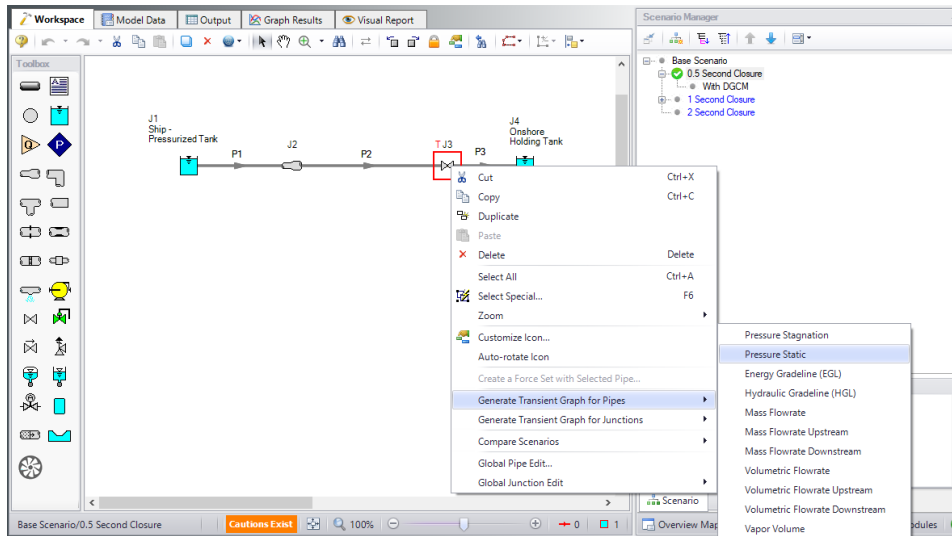 Workspace
Model Data
Output
Graph Results
Visual Report
Toolbox
J1
Ship -
Pressurized Tank
P1
J2
P2
T J3
P3
J4
Onshore
Holding Tank
Cut Ctrl+X
Copy Ctrl+C
Duplicate
Paste
Delete Delete
Select All Ctrl+A
Select Special... F6
Zoom
Customize Icon...
Auto-rotate Icon
Create a Force Set with Selected Pipe...
Generate Transient Graph for Pipes
Generate Transient Graph for Junctions
Compare Scenarios
Global Pipe Edit...
Global Junction Edit
Pressure Stagnation
Pressure Static
Energy Gradeline (EGL)
Hydraulic Gradeline (HGL)
Mass Flowrate
Mass Flowrate Upstream
Mass Flowrate Downstream
Volumetric Flowrate
Volumetric Flowrate Upstream
Volumetric Flowrate Downstream
Vapor Volume
Scenario Manager
Base Scenario
0.5 Second Closure
With DGCM
1 Second Closure
2 Second Closure
Scenario
Base Scenario/0.5 Second Closure
Cautions Exist
100%
0
1
Overview Map